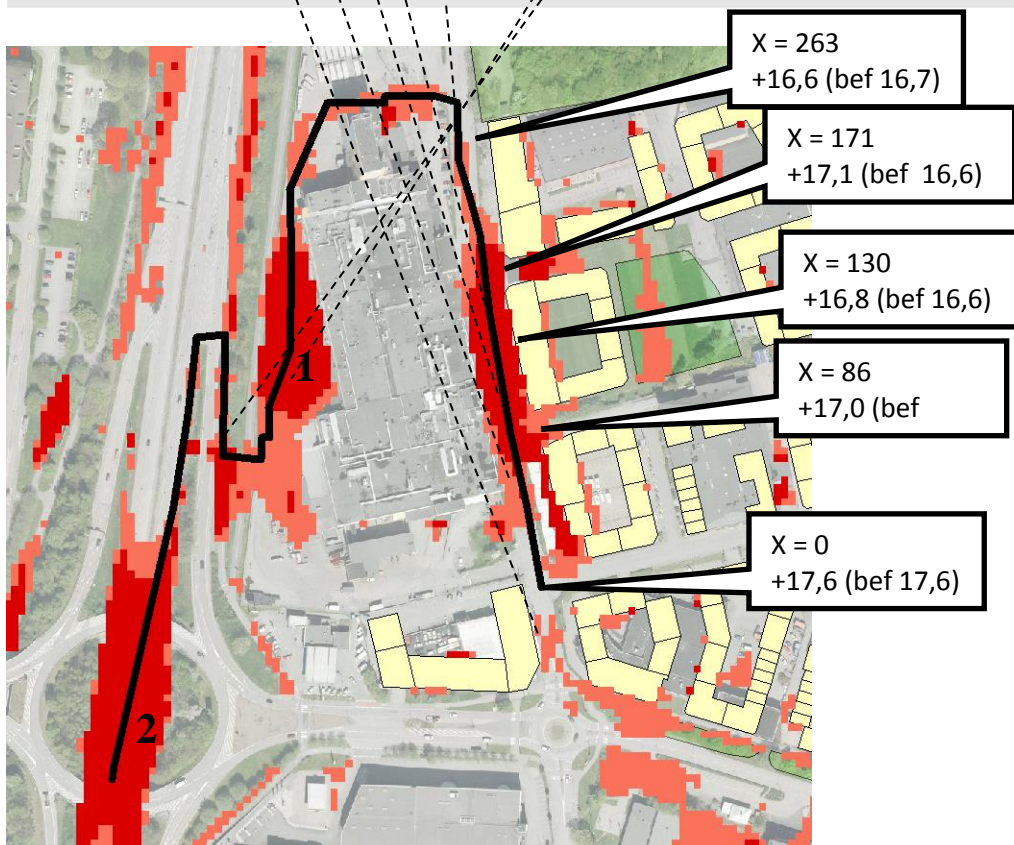 X = 263
+16,6 (bef 16,7)
X = 171
+17,1 (bef  16,6)
X = 130
+16,8 (bef 16,6)
X = 86
+17,0 (bef
X = 0
+17,6 (bef 17,6)
1
2